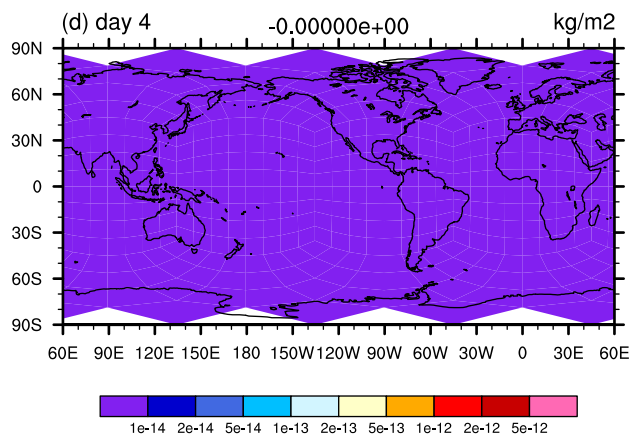 (d) day 4 -0.00000e+00 kg/m2
90N
60N
30N
0
30S
60S
90S
60E 90E 120E 150E 180 150W 120W 90W 60W 30W 0 30E 60E
1e-14 2e-14 5e-14 1e-13 2e-13 5e-13 1e-12 2e-12 5e-12